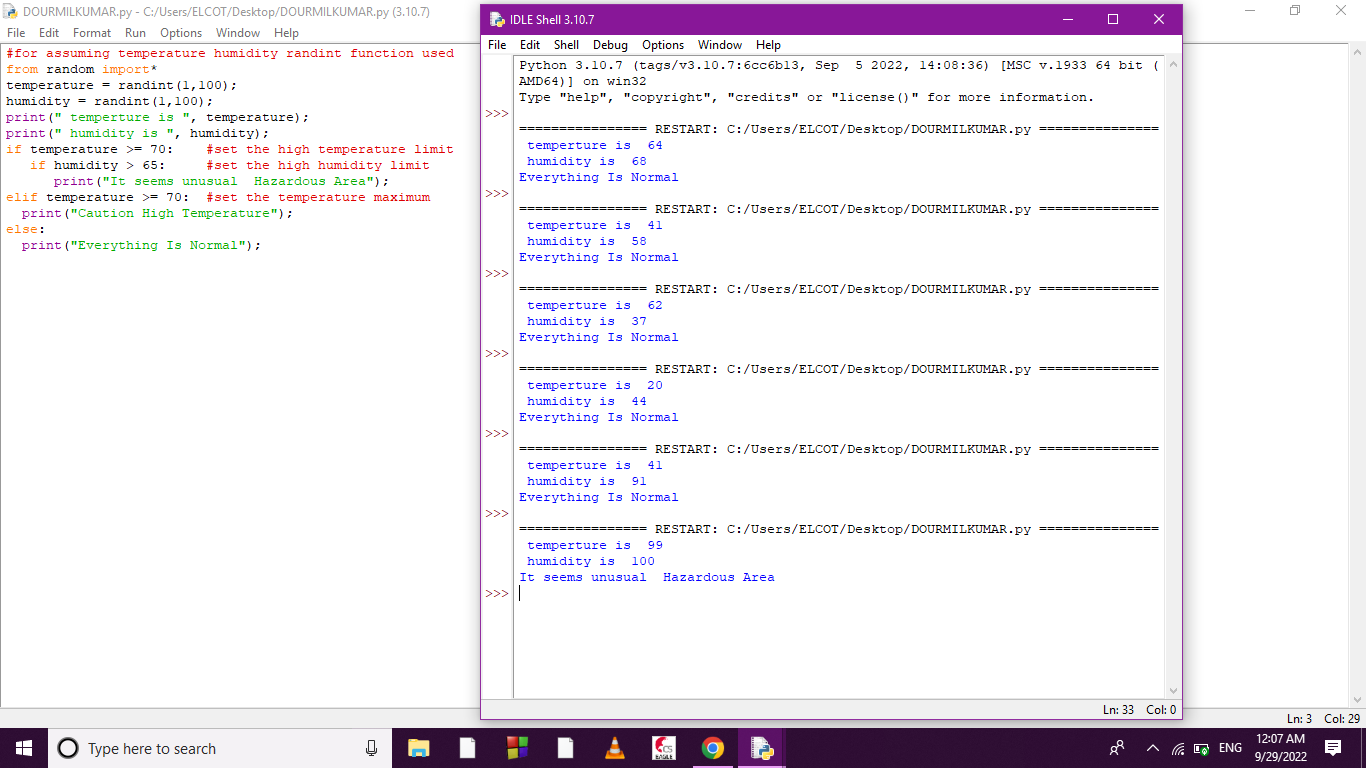 DOURMILKUMAR.py - C:/Users/ELCOT/Desktop/DOURMILKUMAR.py (3.10.7)
File Edit Format Run Options Window Help
#for assuming temperature humidity randint function used
from random import*
temperature = randint(1,100);
humidity = randint(1,100);
print(" temperture is ", temperature);
print(" humidity is ", humidity);
if temperature >= 70:    #set the high temperature limit
   if humidity > 65:     #set the high humidity limit
      print("It seems unusual  Hazardous Area");
elif temperature >= 70:  #set the temperature maximum
  print("Caution High Temperature");
else:
  print("Everything Is Normal");
Ln: 3 Col: 29
IDLE Shell 3.10.7
File Edit Shell Debug Options Window Help
Python 3.10.7 (tags/v3.10.7:6cc6b13, Sep  5 2022, 14:08:36) [MSC v.1933 64 bit (
AMD64)] on win32
Type "help", "copyright", "credits" or "license()" for more information.
>>>
================ RESTART: C:/Users/ELCOT/Desktop/DOURMILKUMAR.py ===============
 temperture is  64
 humidity is  68
Everything Is Normal
>>>
================ RESTART: C:/Users/ELCOT/Desktop/DOURMILKUMAR.py ===============
 temperture is  41
 humidity is  58
Everything Is Normal
>>>
================ RESTART: C:/Users/ELCOT/Desktop/DOURMILKUMAR.py ===============
 temperture is  62
 humidity is  37
Everything Is Normal
>>>
================ RESTART: C:/Users/ELCOT/Desktop/DOURMILKUMAR.py ===============
 temperture is  20
 humidity is  44
Everything Is Normal
>>>
================ RESTART: C:/Users/ELCOT/Desktop/DOURMILKUMAR.py ===============
 temperture is  41
 humidity is  91
Everything Is Normal
>>>
================ RESTART: C:/Users/ELCOT/Desktop/DOURMILKUMAR.py ===============
 temperture is  99
 humidity is  100
It seems unusual  Hazardous Area
>>>
Ln: 33 Col: 0
Type here to search
CS
EAGLE
ENG
12:07 AM
9/29/2022